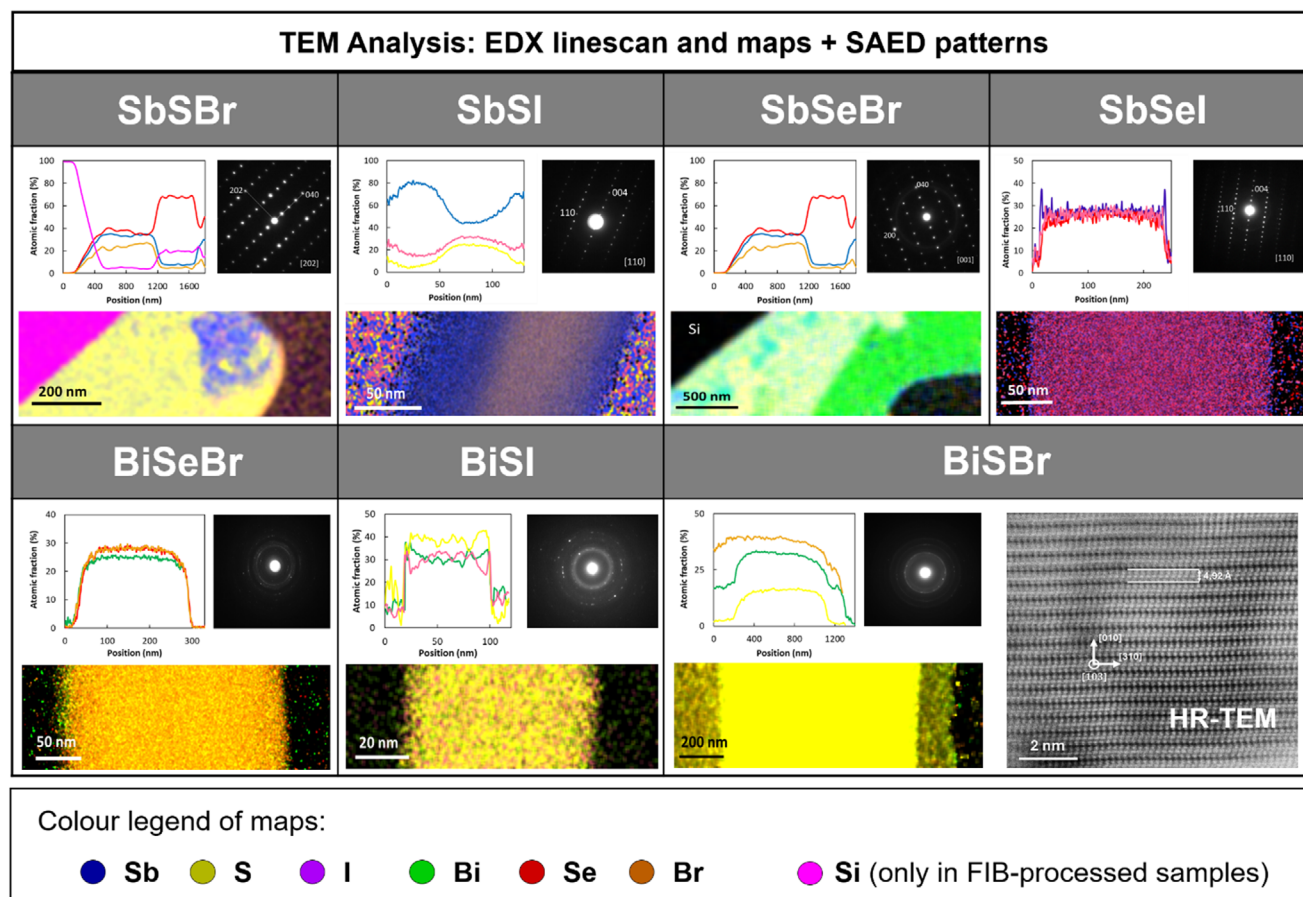 TEM Analysis: EDX linescan and maps + SAED patterns
SbSBr
SbSI
SbSeBr
SbSeI
Atomic fraction (%)
100
80
60
40
20
0
0 400 800 1200 1600
Position (nm)
202
040
[202]
200 nm
Atomic fraction (%)
100
80
60
40
20
0
0 50 100
Position (nm)
004
110
[110]
50 nm
Atomic fraction (%)
100
80
60
40
20
0
0 400 800 1200 1600
Position (nm)
040
200
[001]
Si
500 nm
Atomic fraction (%)
50
40
30
20
10
0
0 100 200
Position (nm)
004
110
[110]
50 nm
BiSeBr
BiSI
BiSBr
Atomic fraction (%)
40
30
20
10
0
0 100 200 300
Position (nm)
50 nm
Atomic fraction (%)
50
40
30
20
10
0
0 50 100
Position (nm)
20 nm
Atomic fraction (%)
50
25
0
0 400 800 1200
Position (nm)
200 nm
4,92 Å
[010]
[310]
[103]
HR-TEM
2 nm
Colour legend of maps:
Sb S I Bi Se Br Si (only in FIB-processed samples)